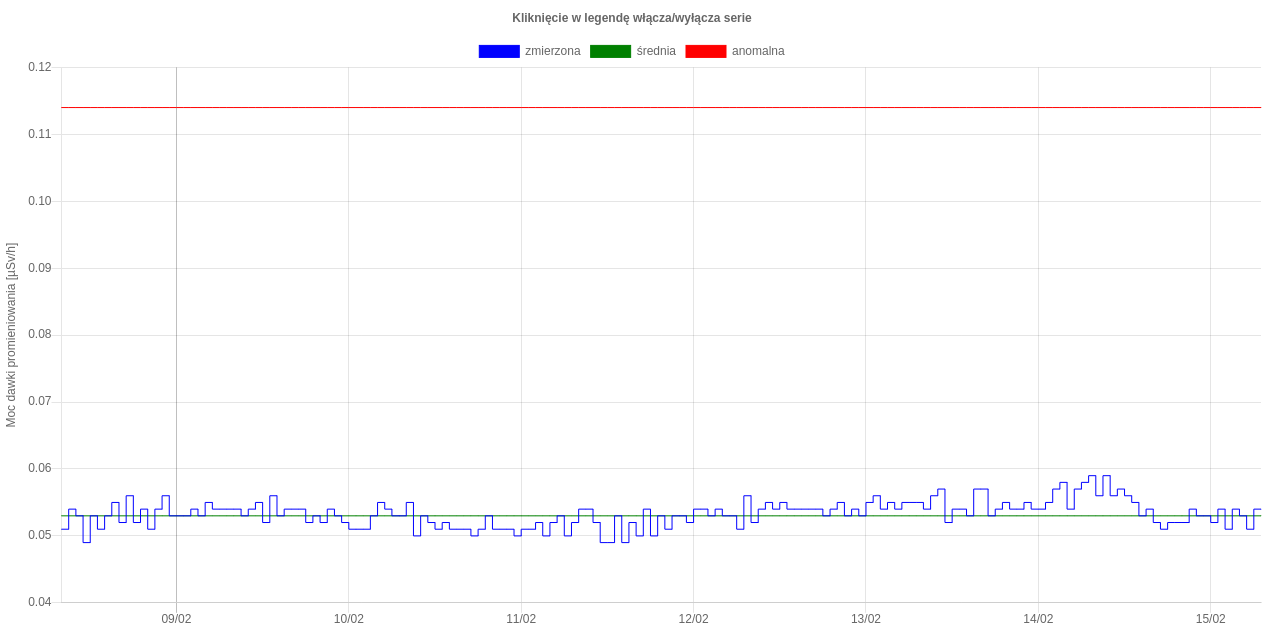 Kliknięcie w legendę włącza/wyłącza serie
zmierzona średnia anomalna
0.12
0.11
0.10
0.09
0.08
0.07
0.06
0.05
0.04
Moc dawki promieniowania [µSv/h]
09/02 10/02 11/02 12/02 13/02 14/02 15/02